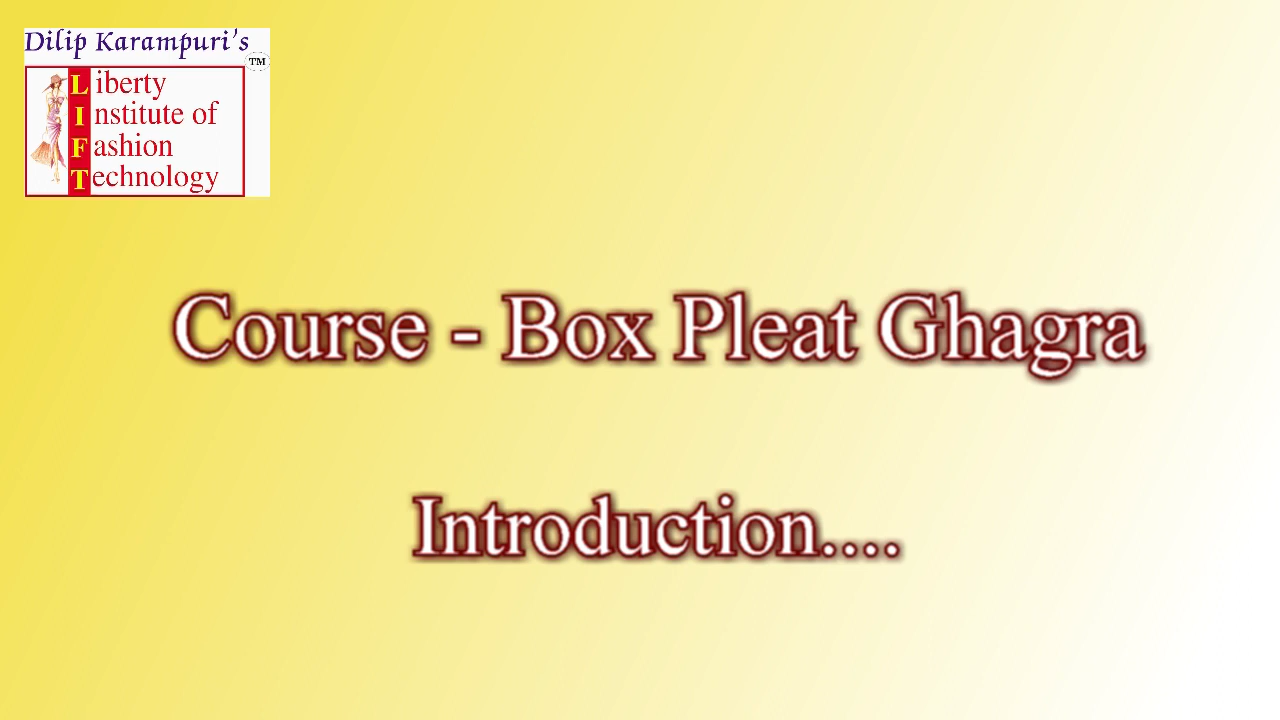 Dilip Karampuri's
TM
Liberty
Institute of
Fashion
Technology
Course - Box Pleat Ghagra
Introduction....